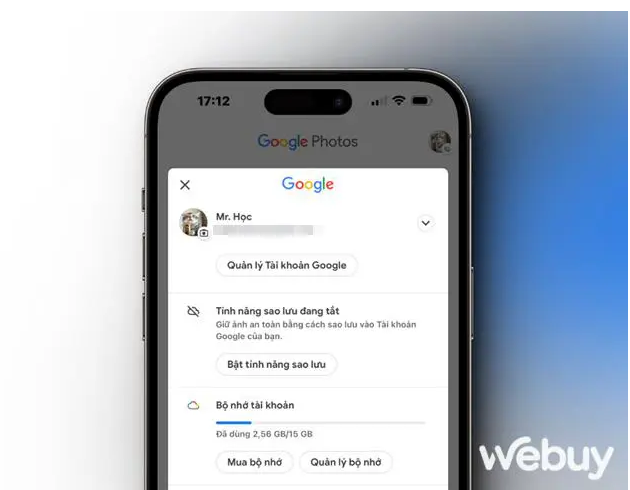 17:12
Google Photos
Google
Mr. Học
Quản lý Tài khoản Google
Tính năng sao lưu đang tắt
Giữ ảnh an toàn bằng cách sao lưu vào Tài khoản
Google của bạn.
Bật tính năng sao lưu
Bộ nhớ tài khoản
Đã dùng 2,56 GB/15 GB
Mua bộ nhớ
Quản lý bộ nhớ
webuy